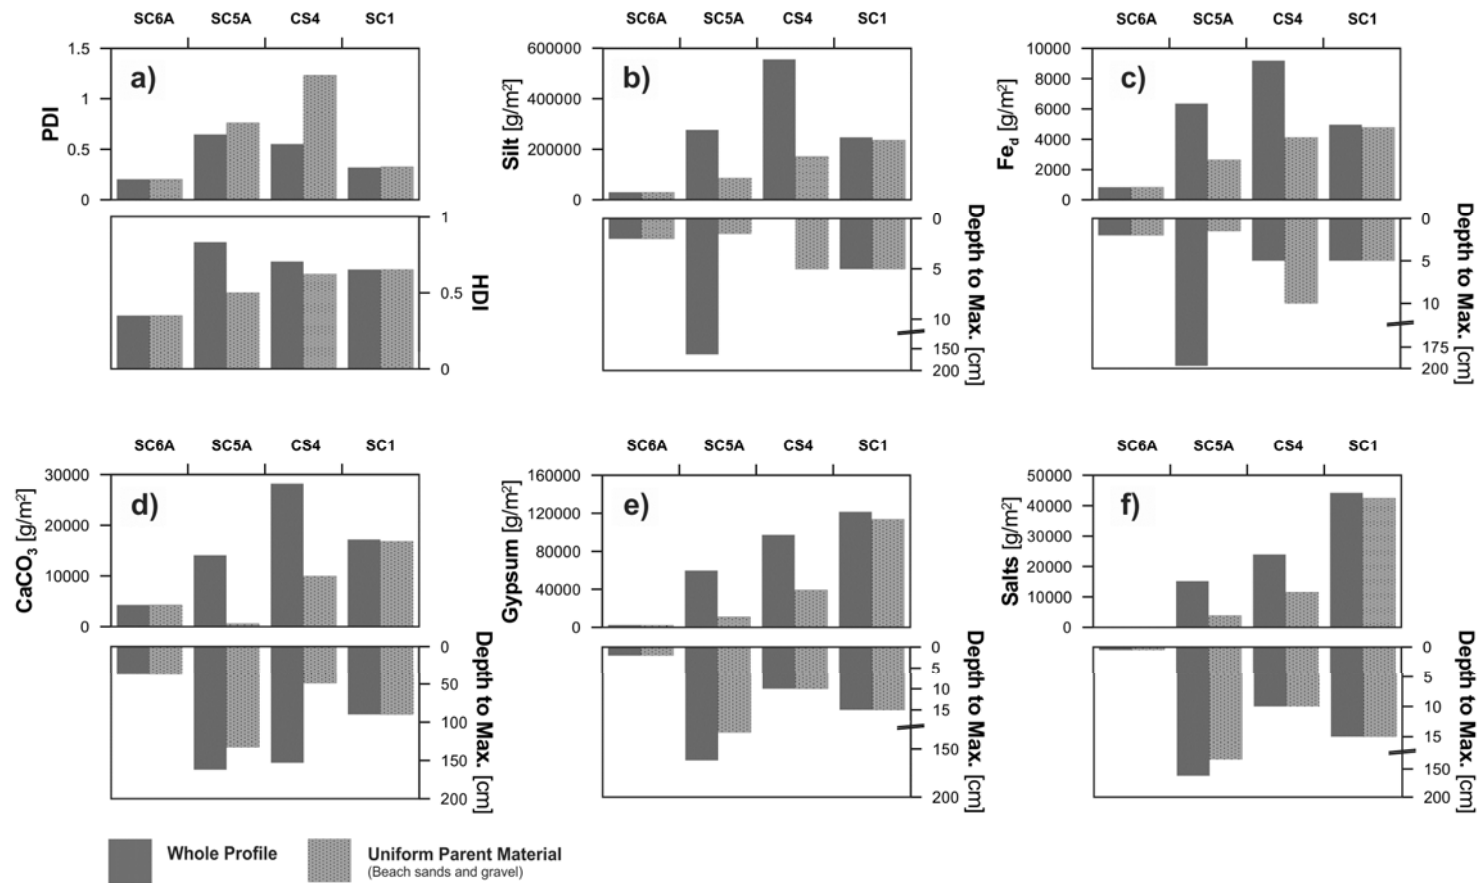 SC6A SC5A CS4 SC1
a)
PDI
1.5
1
0.5
0
HDI
1
0.5
0
SC6A SC5A CS4 SC1
b)
Silt [g/m²]
600000
400000
200000
0
Depth to Max. [cm]
0
5
10
150
200
SC6A SC5A CS4 SC1
c)
Fed [g/m²]
10000
8000
6000
4000
2000
0
Depth to Max. [cm]
0
5
10
175
200
SC6A SC5A CS4 SC1
d)
CaCO₃ [g/m²]
30000
20000
10000
0
Depth to Max. [cm]
0
50
100
150
200
SC6A SC5A CS4 SC1
e)
Gypsum [g/m²]
160000
120000
80000
40000
0
Depth to Max. [cm]
0
5
10
15
150
200
SC6A SC5A CS4 SC1
f)
Salts [g/m²]
50000
40000
30000
20000
10000
0
Depth to Max. [cm]
0
5
10
15
150
200
Whole Profile
Uniform Parent Material
(Beach sands and gravel)